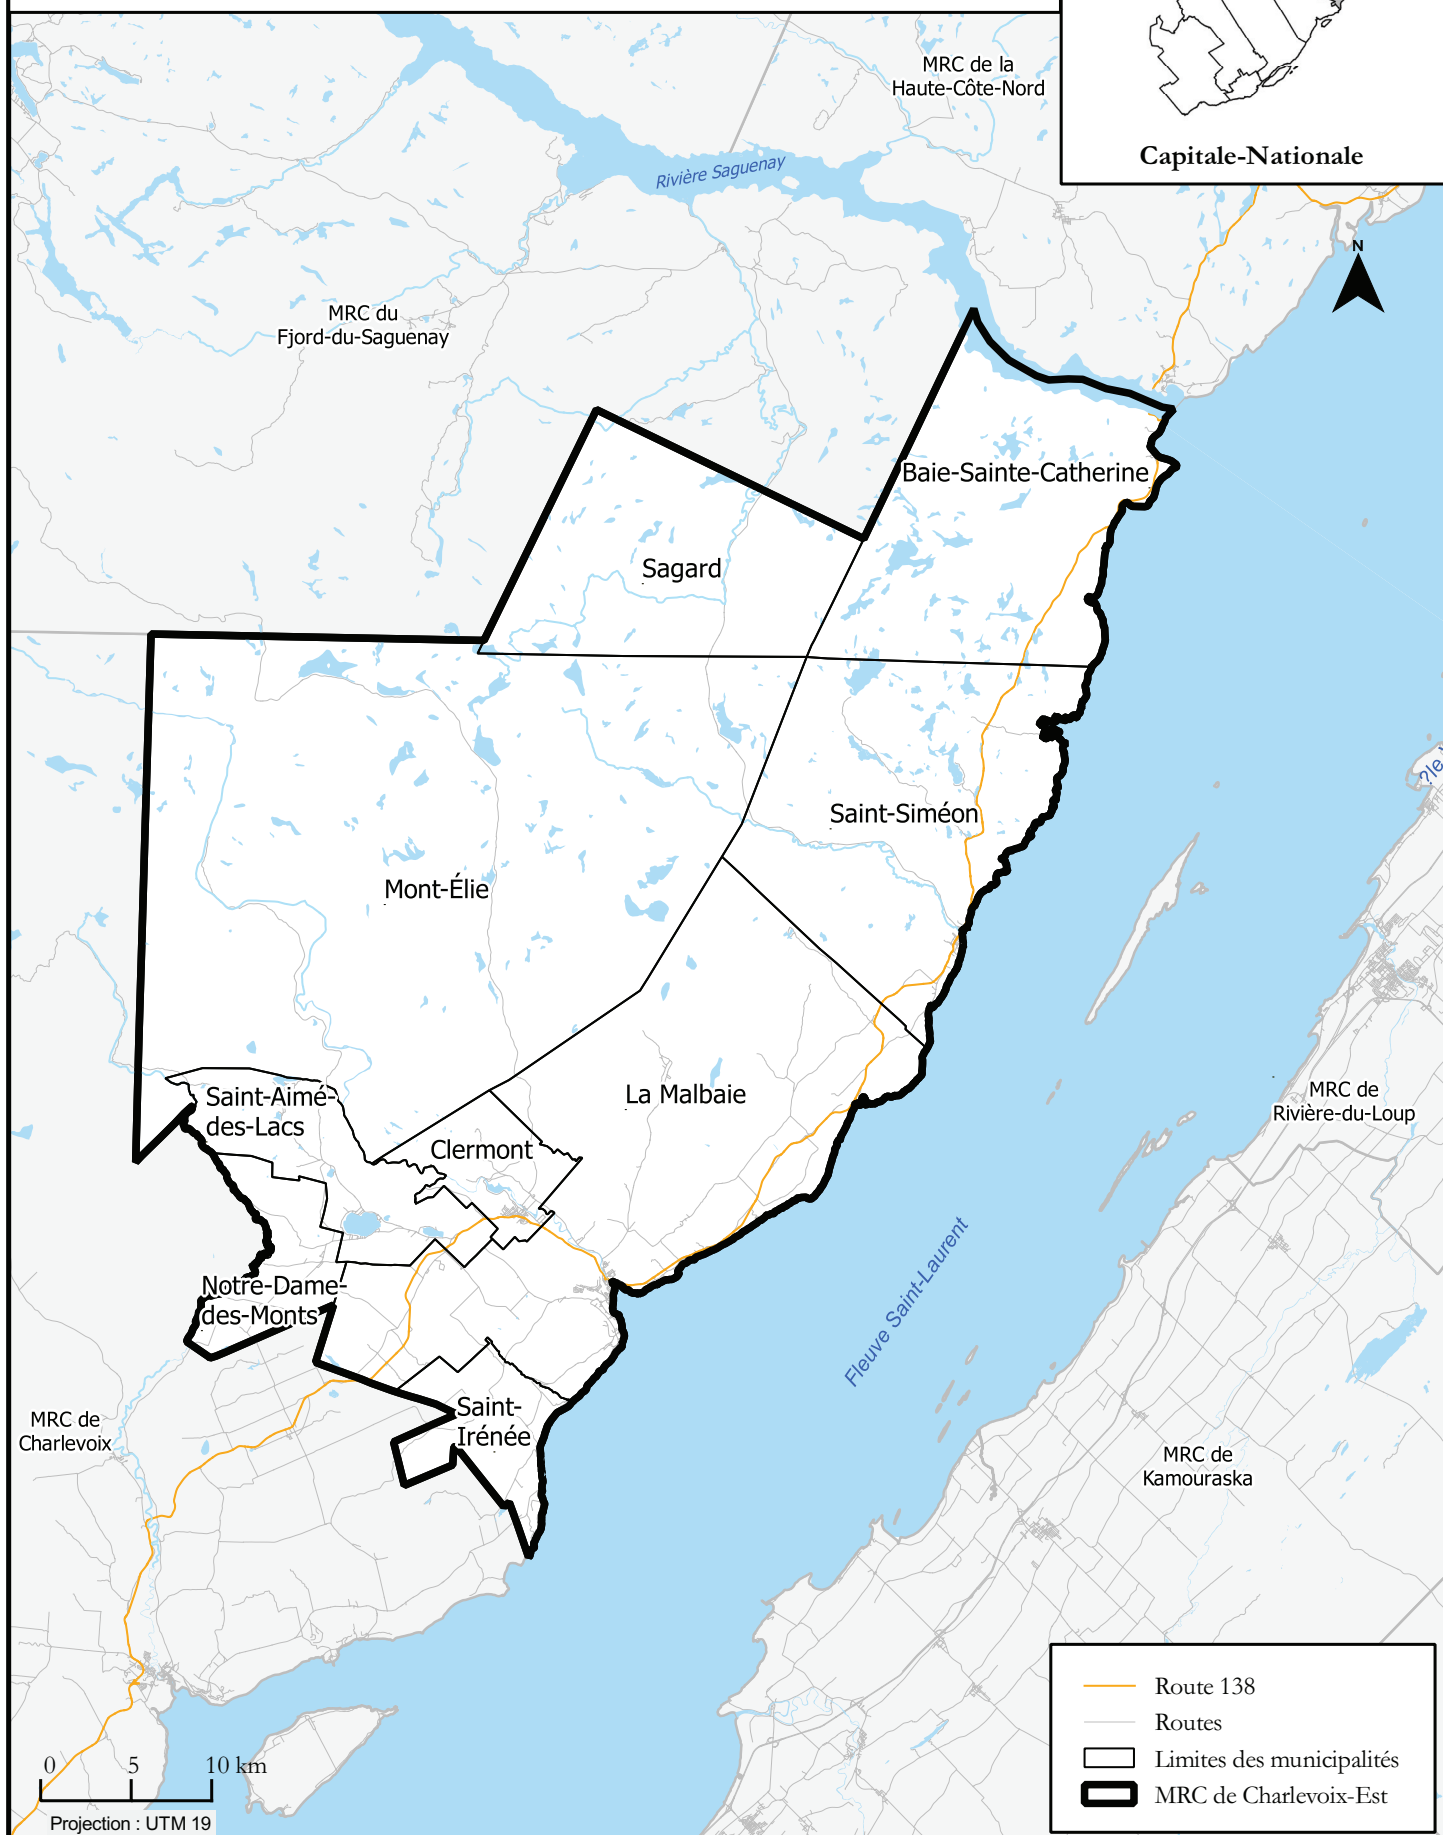 MRC de la
Haute-Côte-Nord
Capitale-Nationale
Rivière Saguenay
N
MRC du
Fjord-du-Saguenay
Baie-Sainte-Catherine
Sagard
Saint-Siméon
Mont-Élie
Saint-Aimé-
des-Lacs
La Malbaie
MRC de
Rivière-du-Loup
Clermont
Notre-Dame-
des-Monts
Fleuve Saint-Laurent
Saint-
Irénée
MRC de
Charlevoix
MRC de
Kamouraska
Route 138
Routes
Limites des municipalités
MRC de Charlevoix-Est
0 5 10 km
Projection : UTM 19